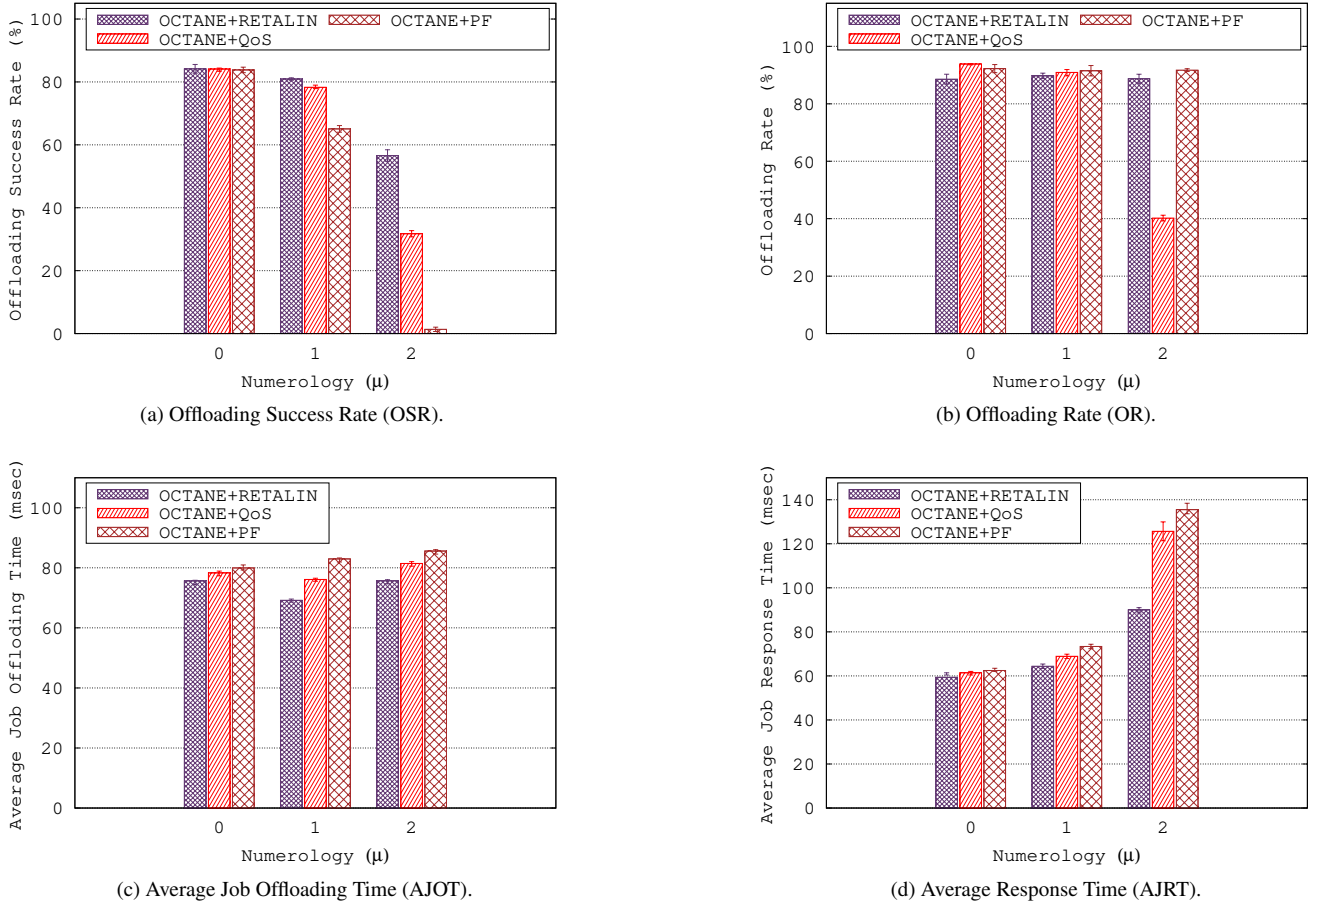 OCTANE+RETALIN OCTANE+PF
OCTANE+QoS
Offloading Success Rate (%)
100
80
60
40
20
0
0 1 2
Numerology (μ)
(a) Offloading Success Rate (OSR).
OCTANE+RETALIN OCTANE+PF
OCTANE+QoS
Offloading Rate (%)
100
80
60
40
20
0
0 1 2
Numerology (μ)
(b) Offloading Rate (OR).
OCTANE+RETALIN
OCTANE+QoS
OCTANE+PF
Average Job Offloding Time (msec)
100
80
60
40
20
0
0 1 2
Numerology (μ)
(c) Average Job Offloading Time (AJOT).
OCTANE+RETALIN
OCTANE+QoS
OCTANE+PF
Average Job Response Time (msec)
140
120
100
80
60
40
20
0
0 1 2
Numerology (μ)
(d) Average Response Time (AJRT).